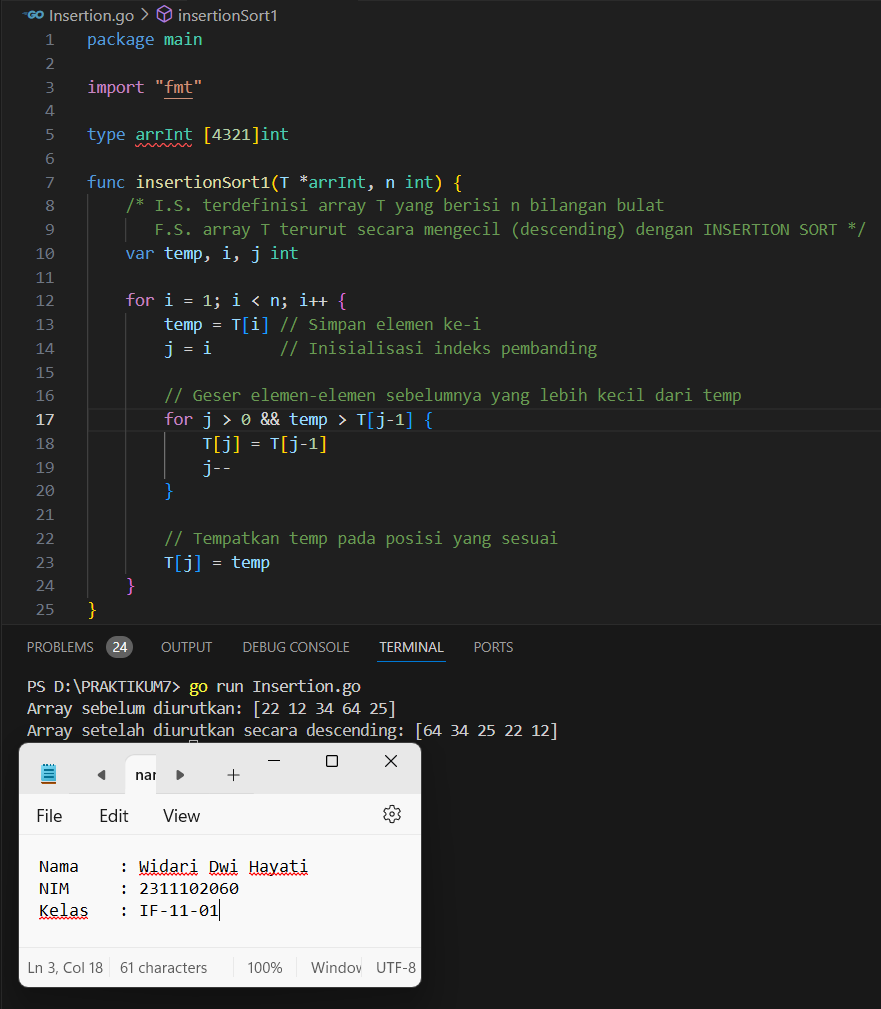 Insertion.go > insertionSort1
1 package main
2
3 import "fmt"
4
5 type arrInt [4321]int
6
7 func insertionSort1(T *arrInt, n int) {
8 /* I.S. terdefinisi array T yang berisi n bilangan bulat
9 F.S. array T terurut secara mengecil (descending) dengan INSERTION SORT */
10 var temp, i, j int
11
12 for i = 1; i < n; i++ {
13 temp = T[i] // Simpan elemen ke-i
14 j = i // Inisialisasi indeks pembanding
15
16 // Geser elemen-elemen sebelumnya yang lebih kecil dari temp
17 for j > 0 && temp > T[j-1] {
18 T[j] = T[j-1]
19 j--
20 }
21
22 // Tempatkan temp pada posisi yang sesuai
23 T[j] = temp
24 }
25 }
PROBLEMS 24 OUTPUT DEBUG CONSOLE TERMINAL PORTS
PS D:\PRAKTIKUM7> go run Insertion.go
Array sebelum diurutkan: [22 12 34 64 25]
Array setelah diurutkan secara descending: [64 34 25 22 12]
nar
File Edit View
Nama : Widari Dwi Hayati
NIM : 2311102060
Kelas : IF-11-01
Ln 3, Col 18 61 characters 100% Window UTF-8